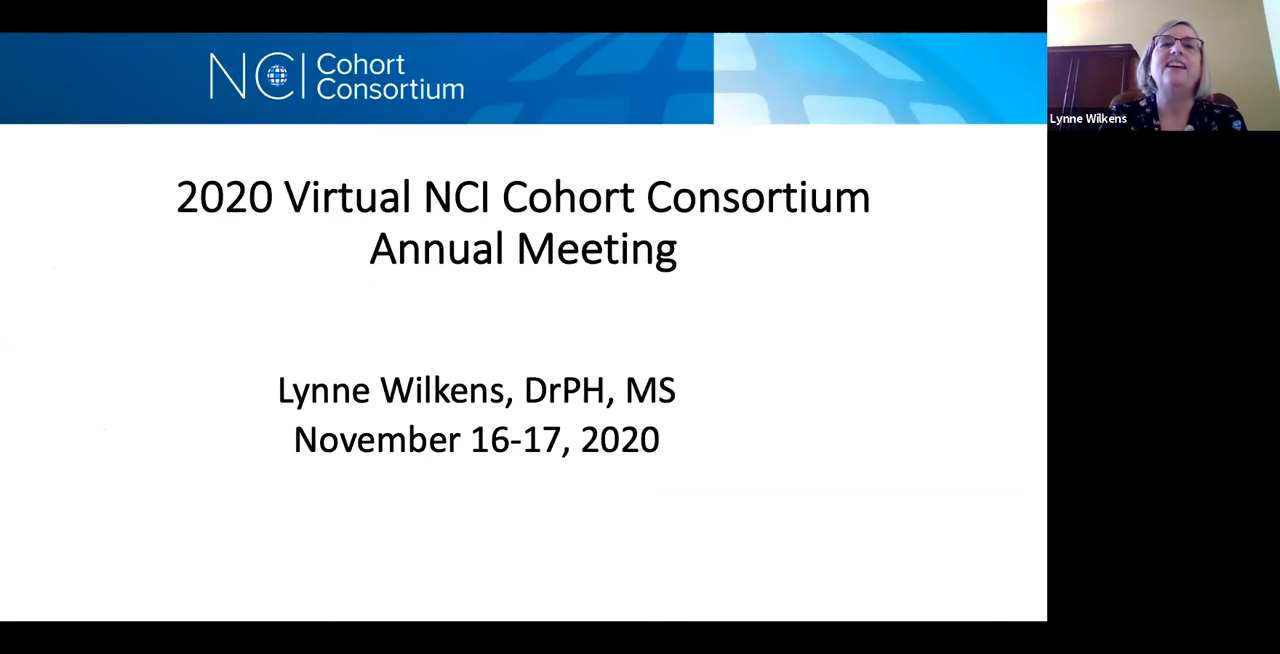 NCI Cohort
Consortium
2020 Virtual NCI Cohort Consortium
Annual Meeting
Lynne Wilkens, DrPH, MS
November 16-17, 2020
Lynne Wilkens